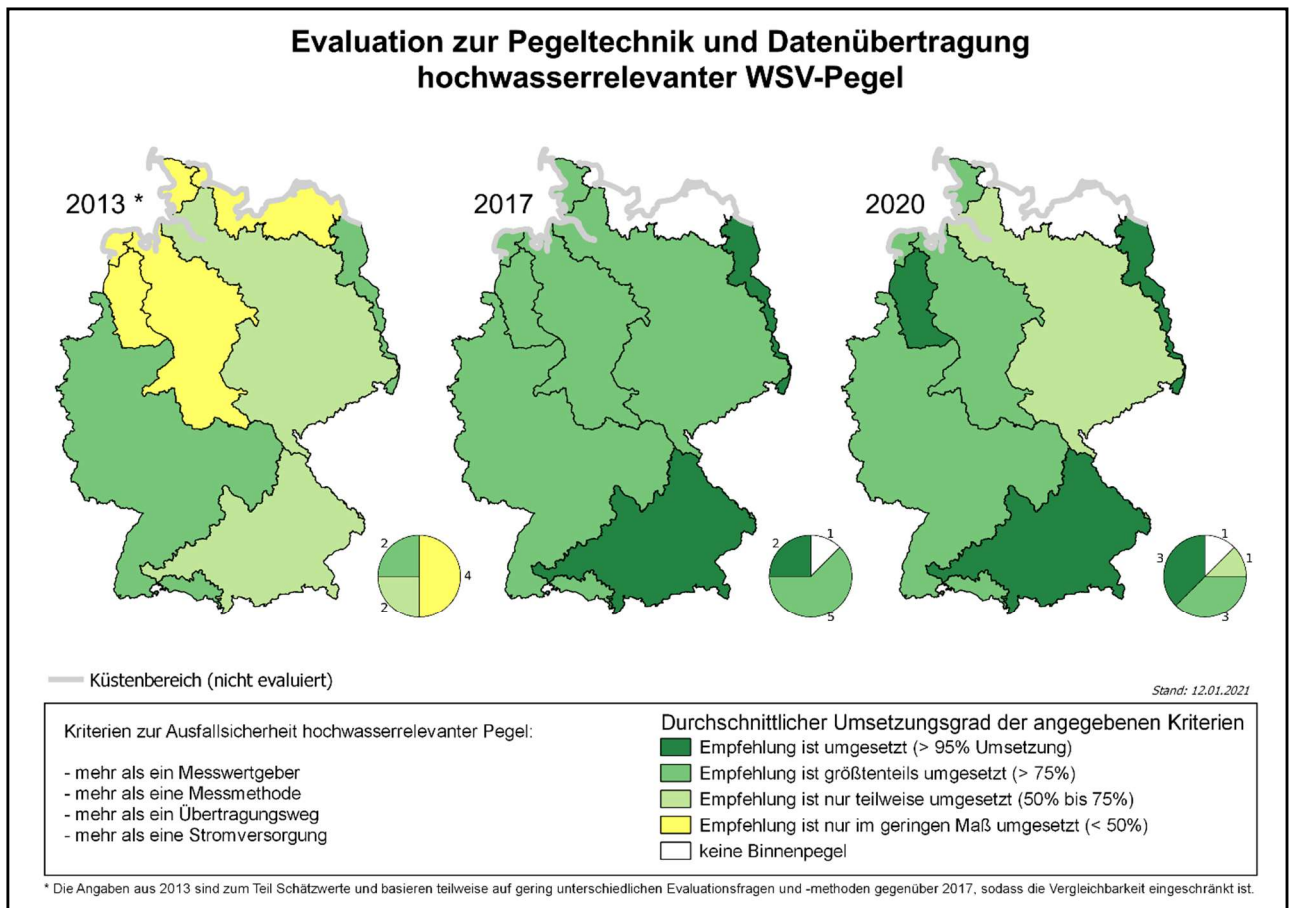 Evaluation zur Pegeltechnik und Datenübertragung
hochwasserrelevanter WSV-Pegel
2013 *
2017
2020
2
4
2
2
1
5
3
1
1
3
Küstenbereich (nicht evaluiert)
Stand: 12.01.2021
Kriterien zur Ausfallsicherheit hochwasserrelevanter Pegel:
- mehr als ein Messwertgeber
- mehr als eine Messmethode
- mehr als ein Übertragungsweg
- mehr als eine Stromversorgung
Durchschnittlicher Umsetzungsgrad der angegebenen Kriterien
Empfehlung ist umgesetzt (> 95% Umsetzung)
Empfehlung ist größtenteils umgesetzt (> 75%)
Empfehlung ist nur teilweise umgesetzt (50% bis 75%)
Empfehlung ist nur im geringen Maß umgesetzt (< 50%)
keine Binnenpegel
* Die Angaben aus 2013 sind zum Teil Schätzwerte und basieren teilweise auf gering unterschiedlichen Evaluationsfragen und -methoden gegenüber 2017, sodass die Vergleichbarkeit eingeschränkt ist.